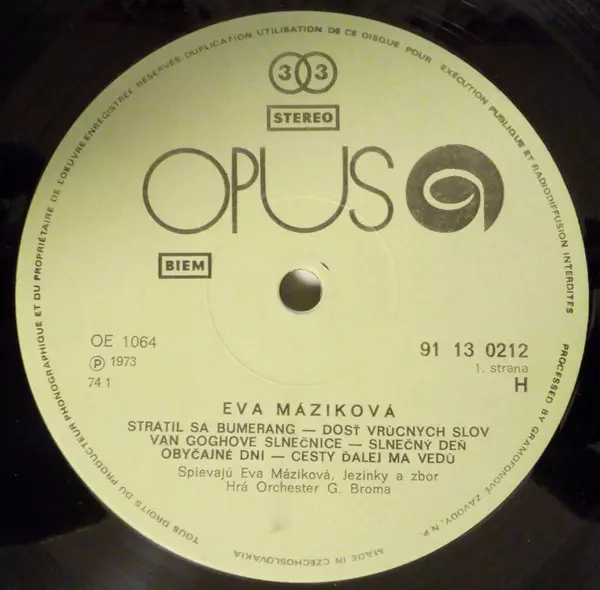 TOUS DROITS DU PRODUCTEUR PHONOGRAPHIQUE ET DU PROPRIÉTAIRE DE L'OEUVRE ENREGISTRÉE RÉSERVÉS. DUPLICATION, UTILISATION DE CE DISQUE POUR EXÉCUTION PUBLIQUE ET RADIODIFFUSION INTERDITES
33
STEREO
OPUS
BIEM
OE 1064
℗ 1973
74 1
91 13 0212
1. strana
H
EVA MÁZIKOVÁ
STRATIL SA BUMERANG — DOSŤ VRÚCNYCH SLOV
VAN GOGHOVE SLNEČNICE — SLNEČNÝ DEŇ
OBYČAJNÉ DNI — CESTY ĎALEJ MA VEDÚ
Spievajú Eva Máziková, Jezinky a zbor
Hrá Orchester G. Broma
PROCESSED BY GRAMOFONOVÉ ZÁVODY, N. P.
MADE IN CZECHOSLOVAKIA